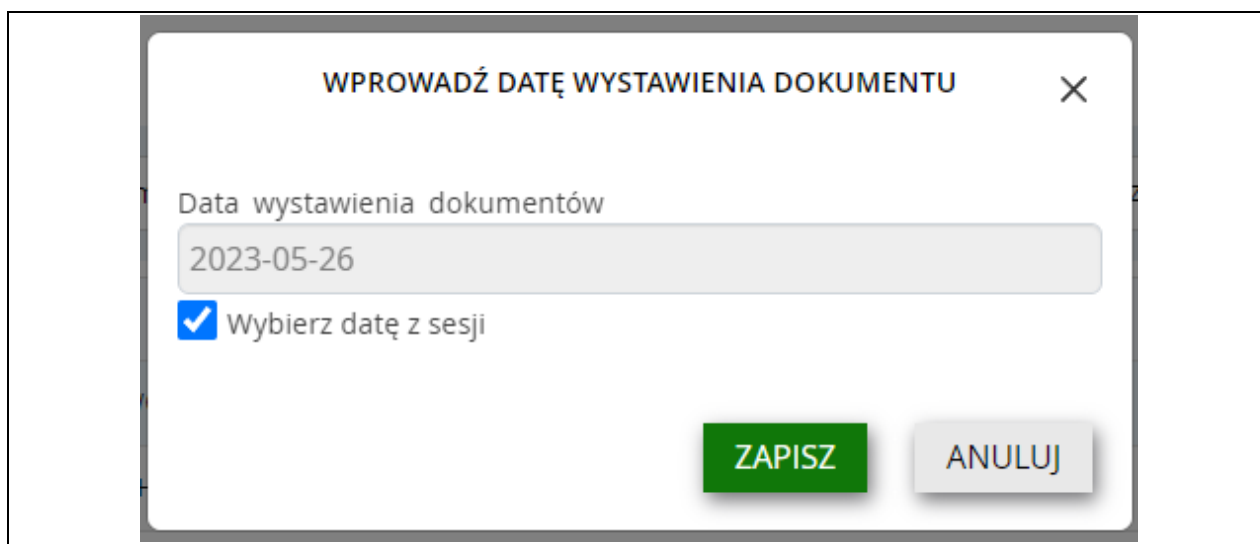 WPROWADŹ DATĘ WYSTAWIENIA DOKUMENTU
Data wystawienia dokumentów
2023-05-26
Wybierz datę z sesji
ZAPISZ ANULUJ